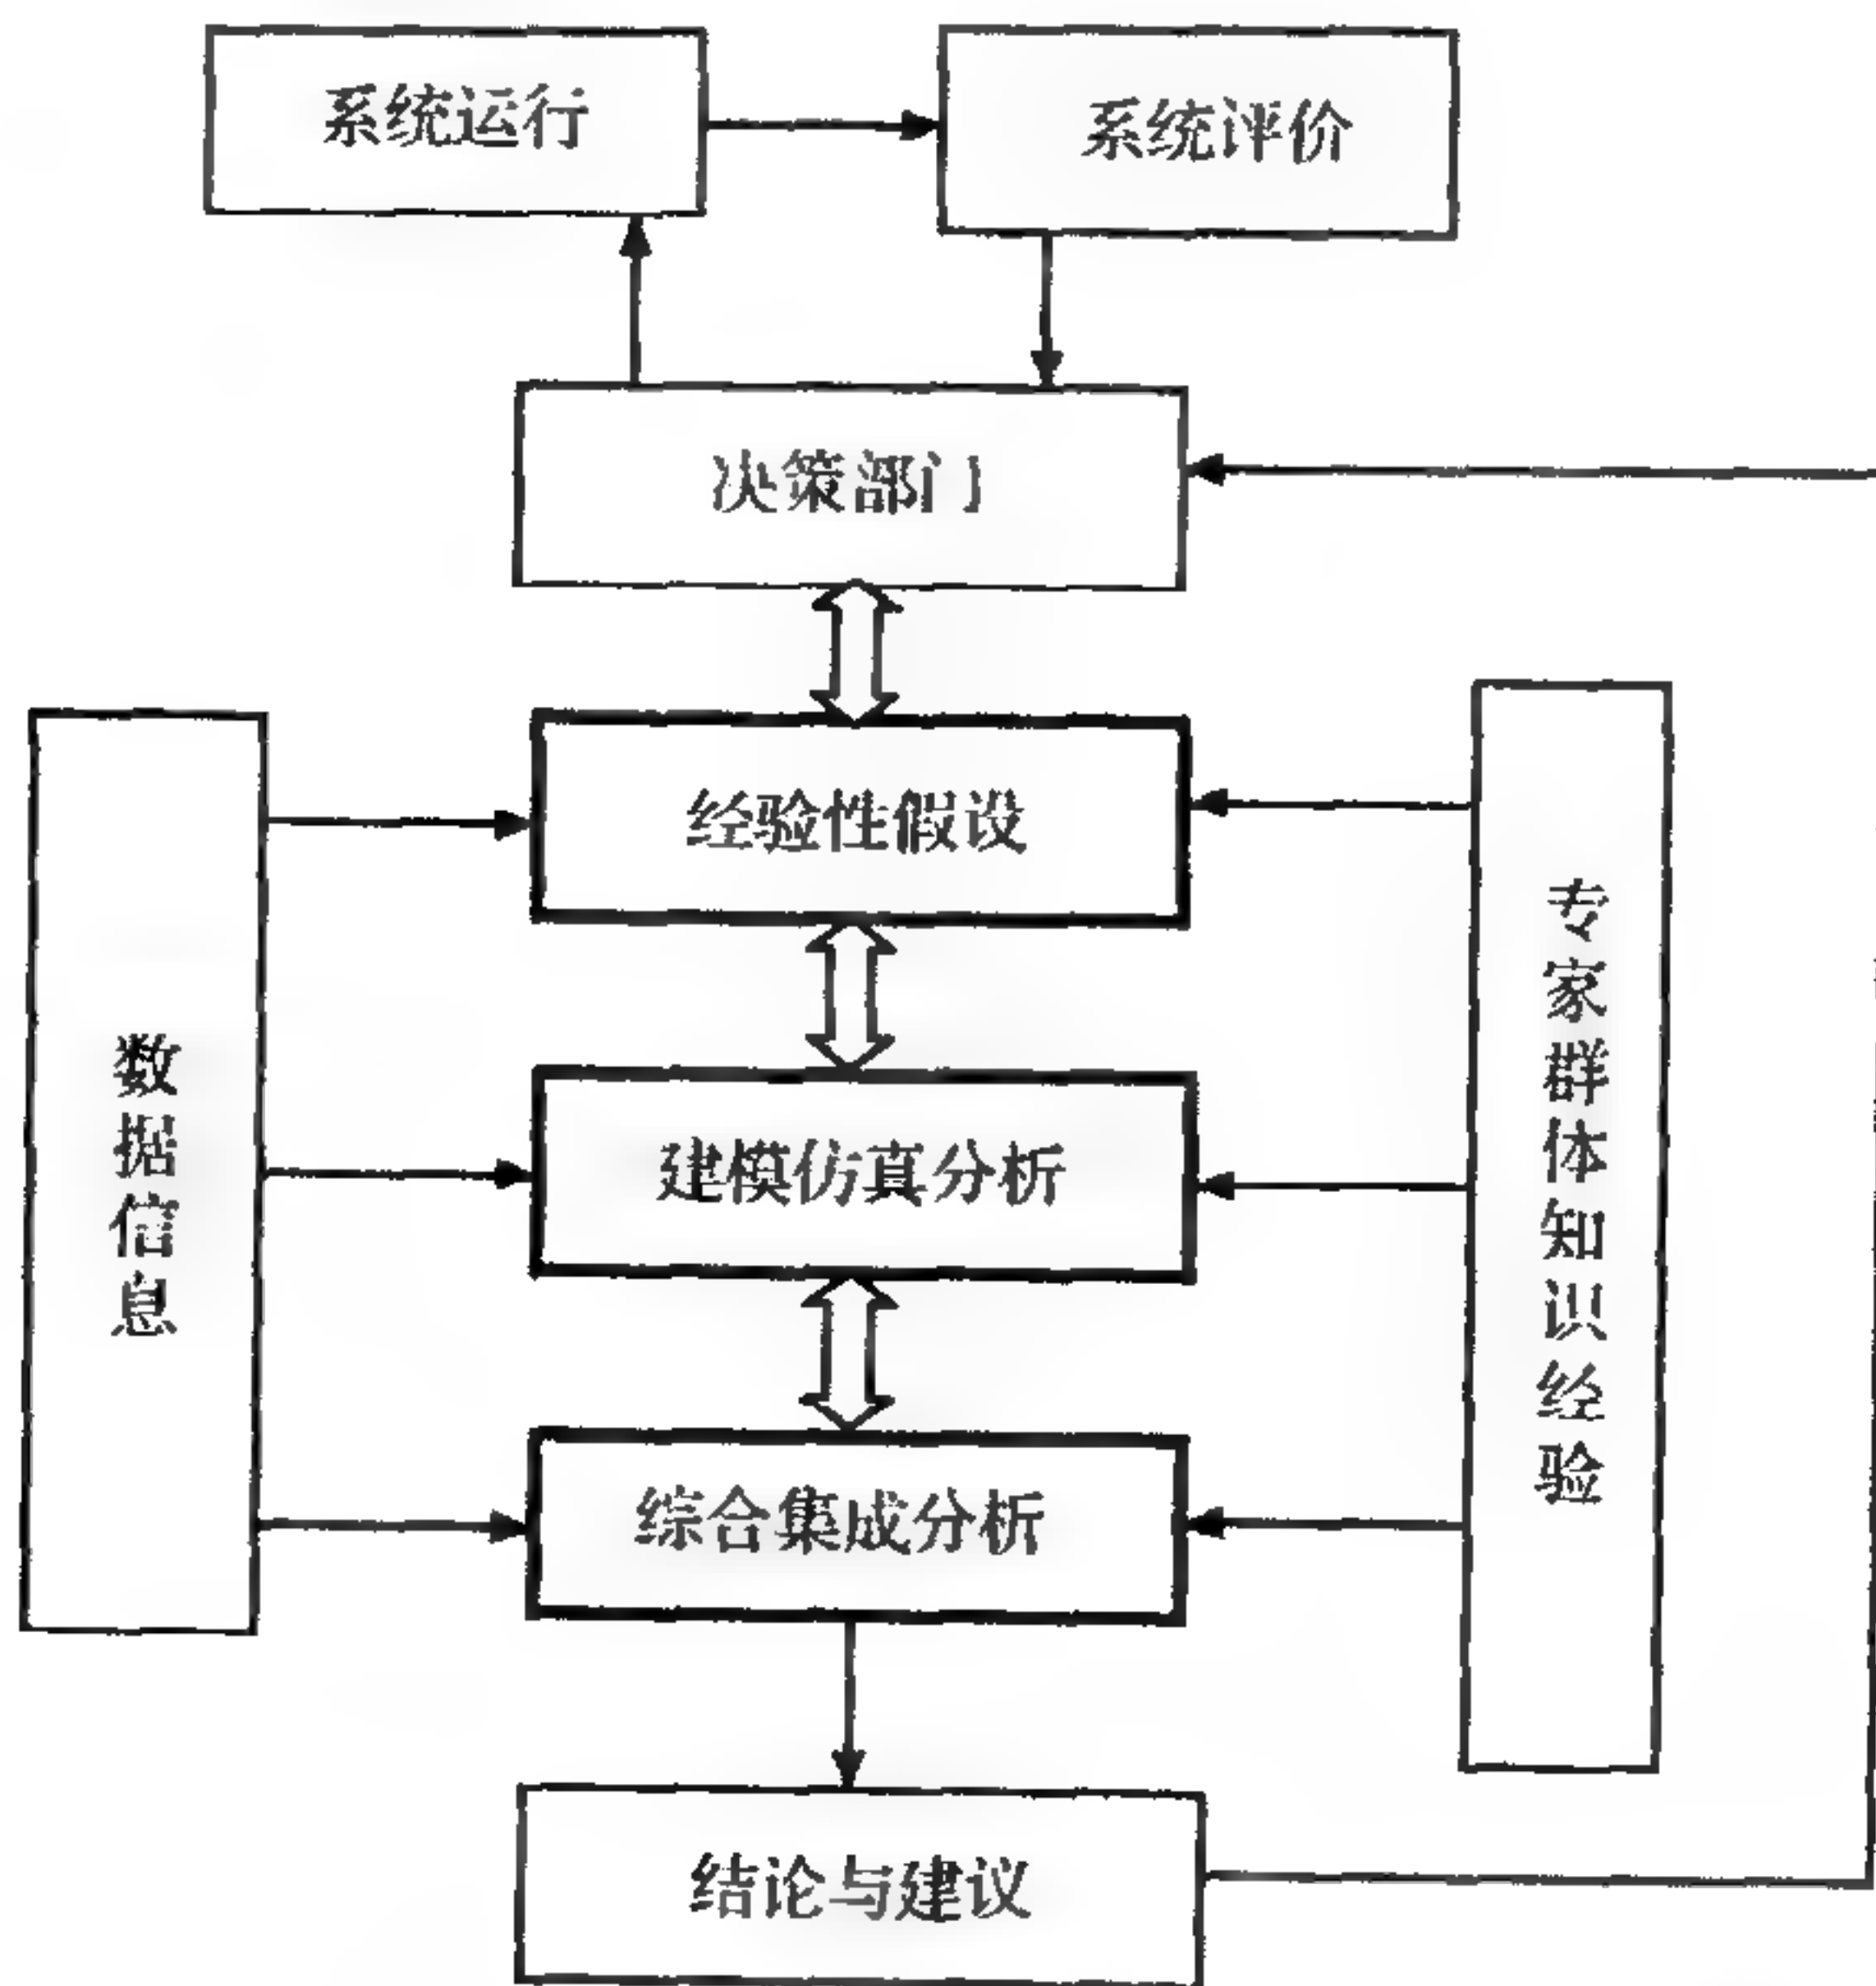 系统运行
系统评价
决策部门
经验性假设
数据信息
专家群体知识经验
建模仿真分析
综合集成分析
结论与建议